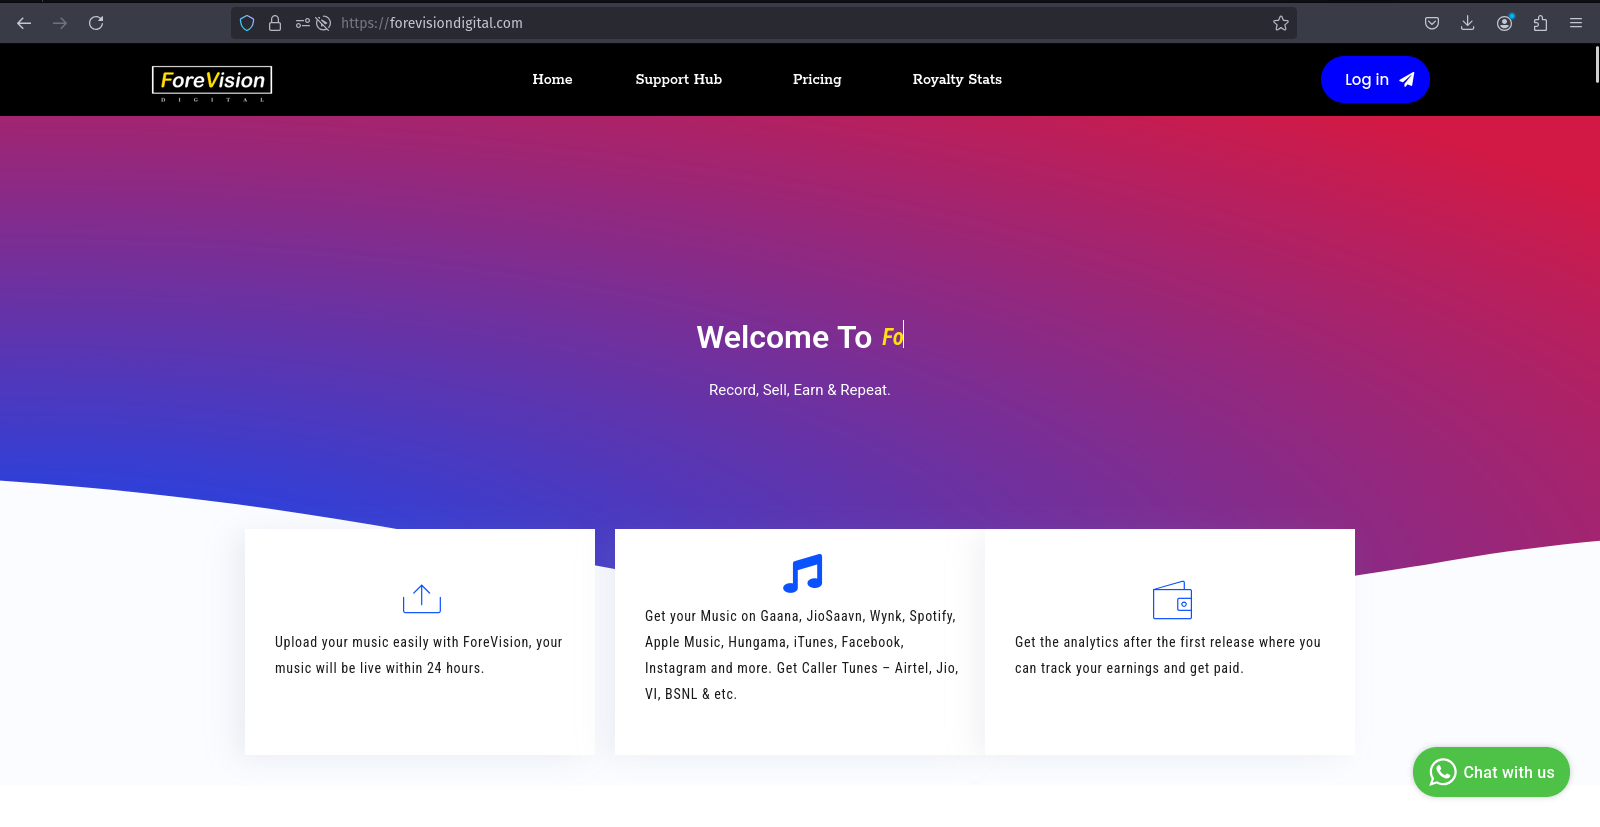 https://forevisiondigital.com
ForeVision
DIGITAL
Home
Support Hub
Pricing
Royalty Stats
Log in
Welcome To Fo
Record, Sell, Earn & Repeat.
Upload your music easily with ForeVision, your
music will be live within 24 hours.
Get your Music on Gaana, JioSaavn, Wynk, Spotify,
Apple Music, Hungama, iTunes, Facebook,
Instagram and more. Get Caller Tunes – Airtel, Jio,
VI, BSNL & etc.
Get the analytics after the first release where you
can track your earnings and get paid.
Chat with us